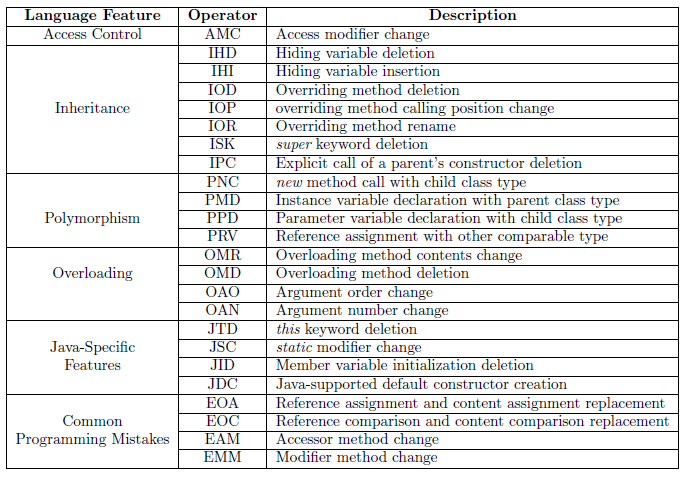 Language Feature Operator Description
Access Control AMC Access modifier change
IHD Hiding variable deletion
IHI Hiding variable insertion
IOD Overriding method deletion
Inheritance IOP overriding method calling position change
IOR Overriding method rename
ISK super keyword deletion
IPC Explicit call of a parent's constructor deletion
PNC new method call with child class type
PMD Instance variable declaration with parent class type
Polymorphism PPD Parameter variable declaration with child class type
PRV Reference assignment with other comparable type
OMR Overloading method contents change
Overloading OMD Overloading method deletion
OAO Argument order change
OAN Argument number change
JTD this keyword deletion
Java-Specific JSC static modifier change
Features JID Member variable initialization deletion
JDC Java-supported default constructor creation
EOA Reference assignment and content assignment replacement
Common EOC Reference comparison and content comparison replacement
Programming Mistakes EAM Accessor method change
EMM Modifier method change